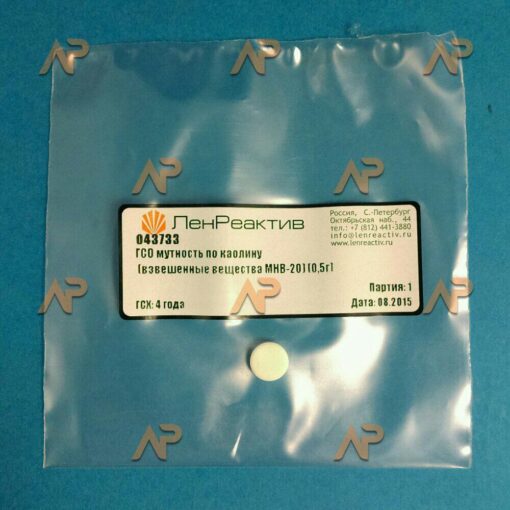 ЛенРеактив
Россия, С.-Петербург
Октябрьская наб., 44
тел.: +7 (812) 441-3880
info@lenreactiv.ru
www.lenreactiv.ru
043733
ГСО мутность по каолину
(взвешенные вещества МНВ-20) (0,5г)
Партия: 1
ГСХ: 4 года
Дата: 08.2015